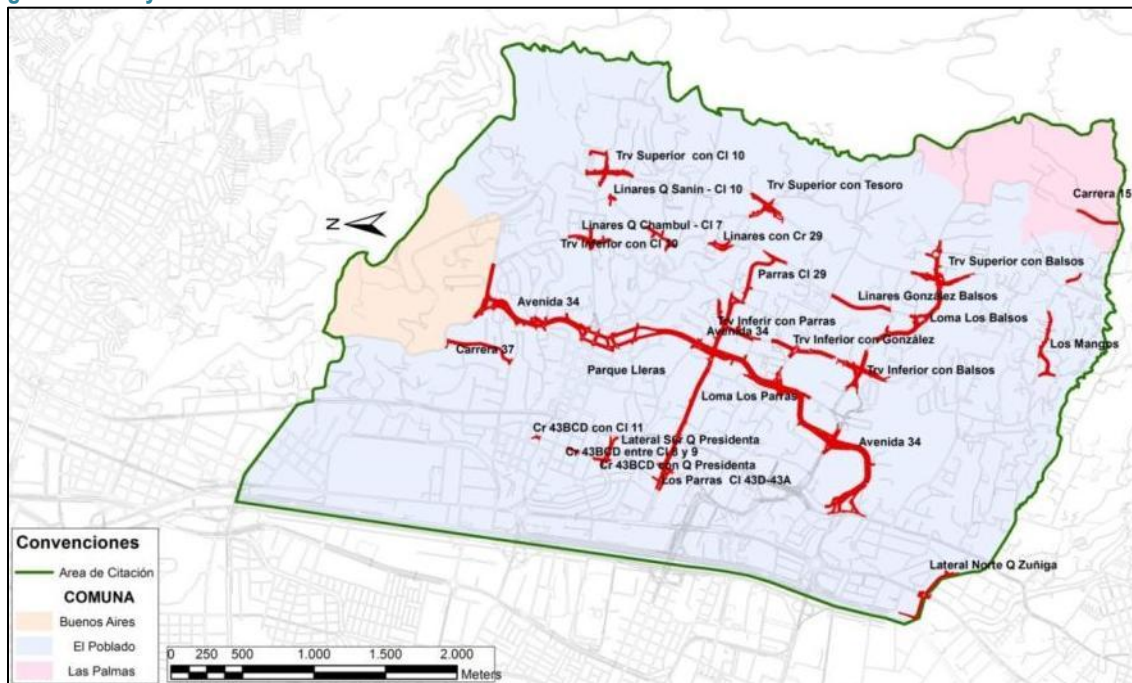 Trv Superior con Cl 10
Linares Q Sanin - Cl 10
Trv Superior con Tesoro
Carrera 15
N
Linares Q Chambul - Cl 7
Trv Inferior con Cl 10
Linares con Cr 29
Parras Cl 29
Trv Superior con Balsos
Linares González Balsos
Avenida 34
Trv Inferir con Parras
Avenida 34
Loma Los Balsos
Trv Inferior con González
Los Mangos
Carrera 37
Parque Lleras
Trv Inferior con Balsos
Loma Los Parras
Cr 43BCD con Cl 11
Lateral Sur Q Presidenta
Avenida 34
Cr 43BCD entre Cl 8 y 9
Cr 43BCD con Q Presidenta
Los Parras Cl 43D-43A
Lateral Norte Q Zuñiga
Convenciones
Area de Citación
COMUNA
Buenos Aires
El Poblado
Las Palmas
0 250 500 1.000 1.500 2.000
Meters